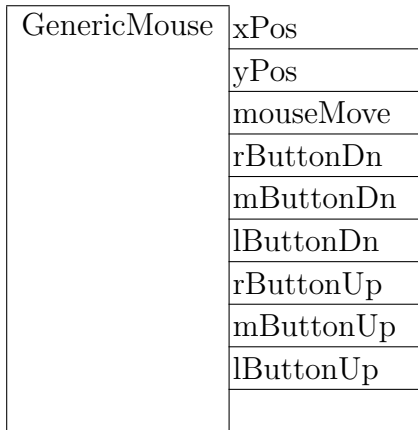 GenericMouse
xPos
yPos
mouseMove
rButtonDn
mButtonDn
lButtonDn
rButtonUp
mButtonUp
lButtonUp